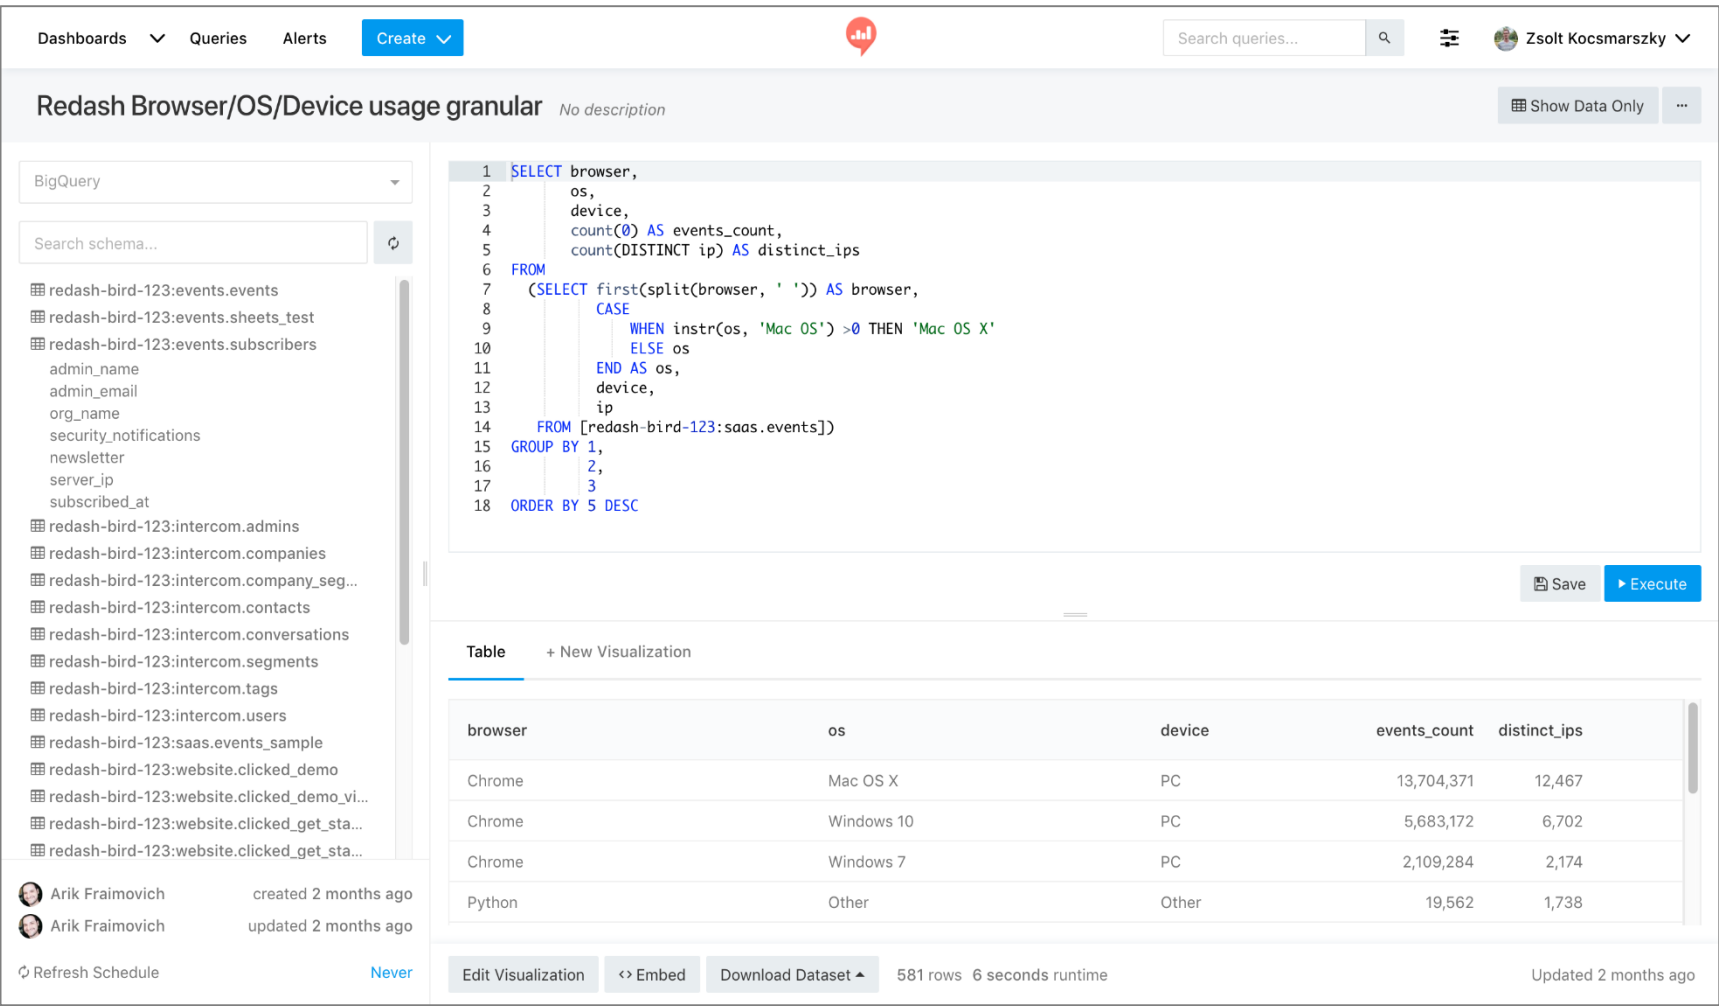 Dashboards Queries Alerts Create Search queries... Zsolt Kocsmarszky
Redash Browser/OS/Device usage granular No description Show Data Only ...
BigQuery
Search schema...
redash-bird-123:events.events
redash-bird-123:events.sheets_test
redash-bird-123:events.subscribers
admin_name
admin_email
org_name
security_notifications
newsletter
server_ip
subscribed_at
redash-bird-123:intercom.admins
redash-bird-123:intercom.companies
redash-bird-123:intercom.company_seg...
redash-bird-123:intercom.contacts
redash-bird-123:intercom.conversations
redash-bird-123:intercom.segments
redash-bird-123:intercom.tags
redash-bird-123:intercom.users
redash-bird-123:saas.events_sample
redash-bird-123:website.clicked_demo
redash-bird-123:website.clicked_demo_vi...
redash-bird-123:website.clicked_get_sta...
redash-bird-123:website.clicked_get_sta...
Arik Fraimovich created 2 months ago
Arik Fraimovich updated 2 months ago
Refresh Schedule Never
1 SELECT browser,
2 os,
3 device,
4 count(0) AS events_count,
5 count(DISTINCT ip) AS distinct_ips
6 FROM
7 (SELECT first(split(browser, ' ')) AS browser,
8 CASE
9 WHEN instr(os, 'Mac OS') >0 THEN 'Mac OS X'
10 ELSE os
11 END AS os,
12 device,
13 ip
14 FROM [redash-bird-123:saas.events])
15 GROUP BY 1,
16 2,
17 3
18 ORDER BY 5 DESC
Save Execute
Table + New Visualization
browser os device events_count distinct_ips
Chrome Mac OS X PC 13,704,371 12,467
Chrome Windows 10 PC 5,683,172 6,702
Chrome Windows 7 PC 2,109,284 2,174
Python Other Other 19,562 1,738
Edit Visualization <> Embed Download Dataset 581 rows 6 seconds runtime Updated 2 months ago